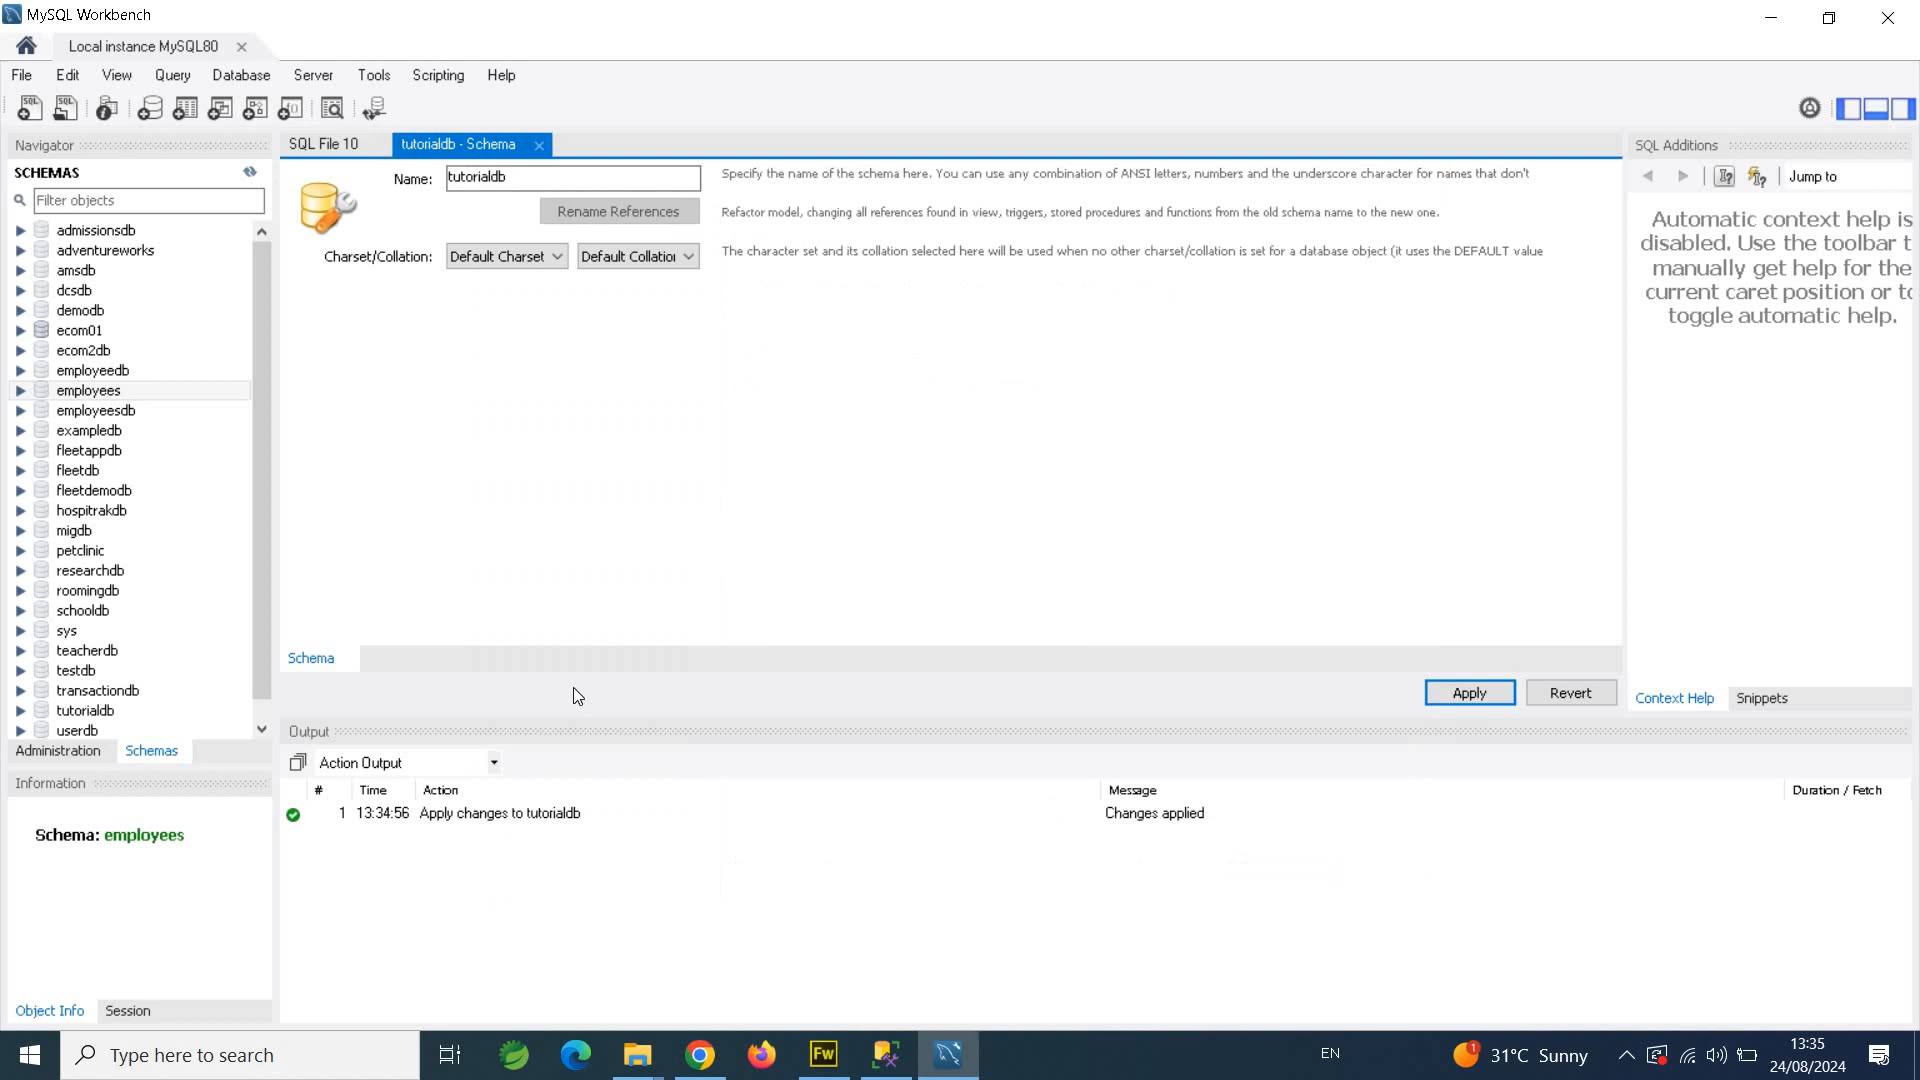 MySQL Workbench
Local instance MySQL80
File Edit View Query Database Server Tools Scripting Help
Navigator
SCHEMAS
Filter objects
admissionsdb
adventureworks
amsdb
dcsdb
demodb
ecom01
ecom2db
employeedb
employees
employeesdb
exampledb
fleetappdb
fleetdb
fleetdemodb
hospitrakdb
migdb
petclinic
researchdb
roomingdb
schooldb
sys
teacherdb
testdb
transactiondb
tutorialdb
userdb
Administration Schemas
Information
Schema: employees
Object Info Session
SQL File 10 tutorialdb - Schema
Name: tutorialdb
Specify the name of the schema here. You can use any combination of ANSI letters, numbers and the underscore character for names that don't
Rename References
Refactor model, changing all references found in view, triggers, stored procedures and functions from the old schema name to the new one.
Charset/Collation: Default Charset Default Collation
The character set and its collation selected here will be used when no other charset/collation is set for a database object (it uses the DEFAULT value
Schema
Apply Revert
Output
Action Output
# Time Action Message Duration / Fetch
1 13:34:56 Apply changes to tutorialdb Changes applied
SQL Additions
Jump to
Automatic context help is
disabled. Use the toolbar t
manually get help for the
current caret position or to
toggle automatic help.
Context Help Snippets
Type here to search
Fw
EN
1
31°C Sunny
13:35
24/08/2024